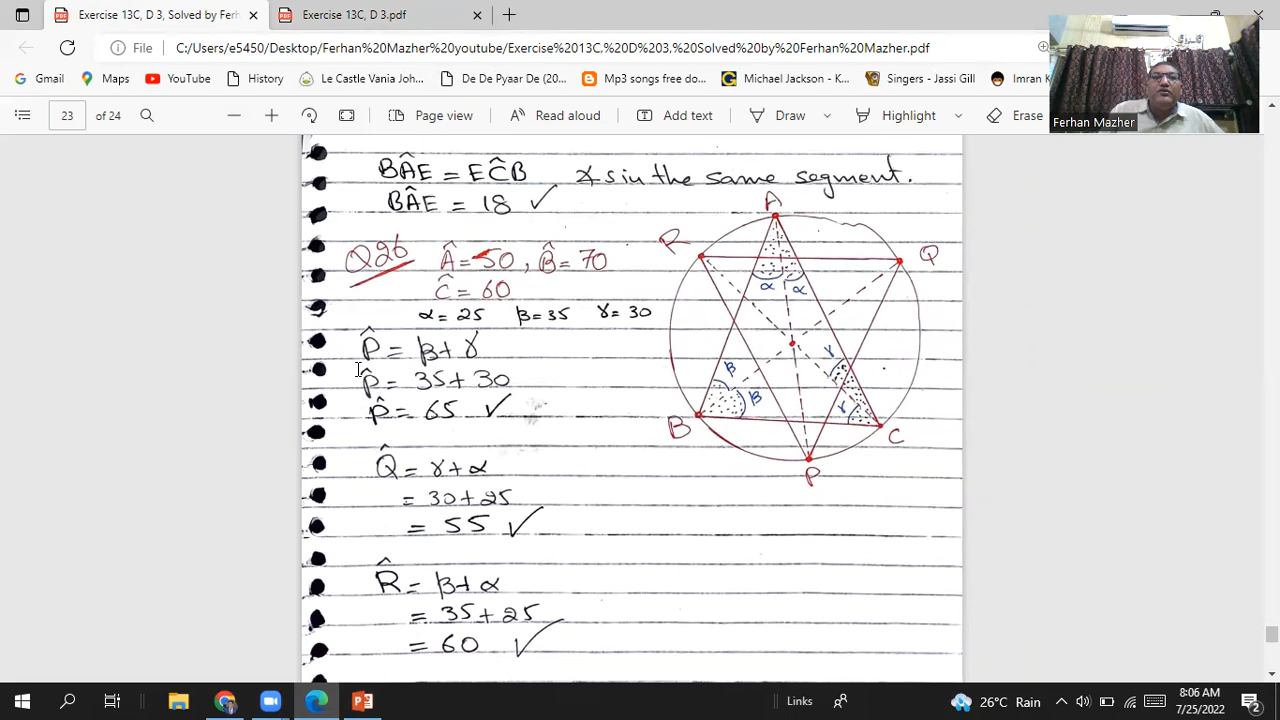 Exercise 13C, D 3, Solved by Ferh
Exercise 13C, D 3.pdf
File
C:/Users/e5450/Desktop/Ferhan%20Mazher/youtube/Exercise%2013C,%20D%203,%20Solved%20by%20Ferhan%20Mazher.pdf
Gmail
Maps
YouTube
History
Le Castle Vania Joh...
De De Pyaar De (20...
Mp3 songs free do...
Michael Jackson - K...
Singers - Jassi Gill
Imran K
Ferhan Mazher
23 of 24
Page view
Read aloud
Add text
Draw
Highlight
Erase
BÂE = EĈB ∡s in the same segment.
BÂE = 18 ✓
Q26 Â = 50, B̂ = 70
Ĉ = 60
α = 25 β = 35 γ = 30
P̂ = β + γ
P̂ = 35 + 30
P̂ = 65 ✓
Q̂ = γ + α
= 30 + 25
= 55 ✓
R̂ = β + α
= 35 + 25
= 60 ✓
A
R
Q
α α
γ
β
β
γ
B
C
P
Links
26°C Rain
8:06 AM
7/25/2022
2